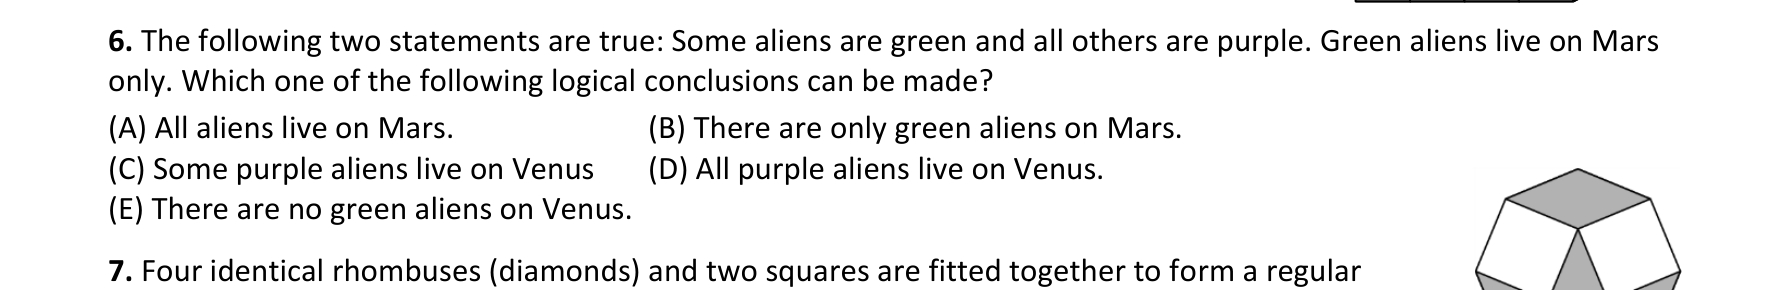 6. The following two statements are true: Some aliens are green and all others are purple. Green aliens live on Mars
only. Which one of the following logical conclusions can be made?
(A) All aliens live on Mars. (B) There are only green aliens on Mars.
(C) Some purple aliens live on Venus (D) All purple aliens live on Venus.
(E) There are no green aliens on Venus.
7. Four identical rhombuses (diamonds) and two squares are fitted together to form a regular